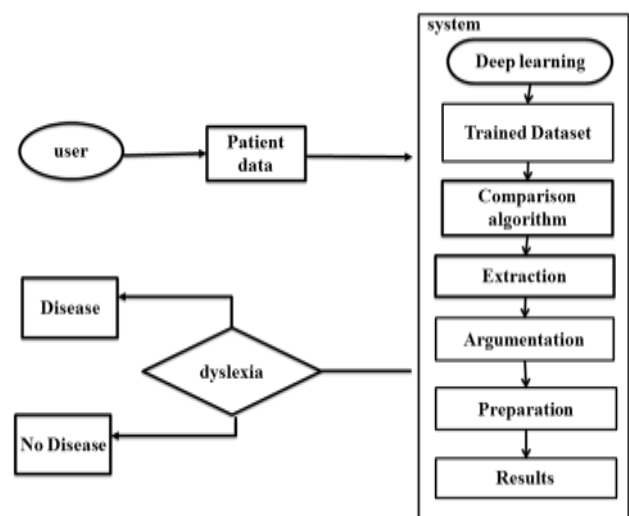 system
Deep learning
Trained Dataset
Comparison
algorithm
Extraction
Argumentation
Preparation
Results
user
Patient
data
Disease
dyslexia
No Disease